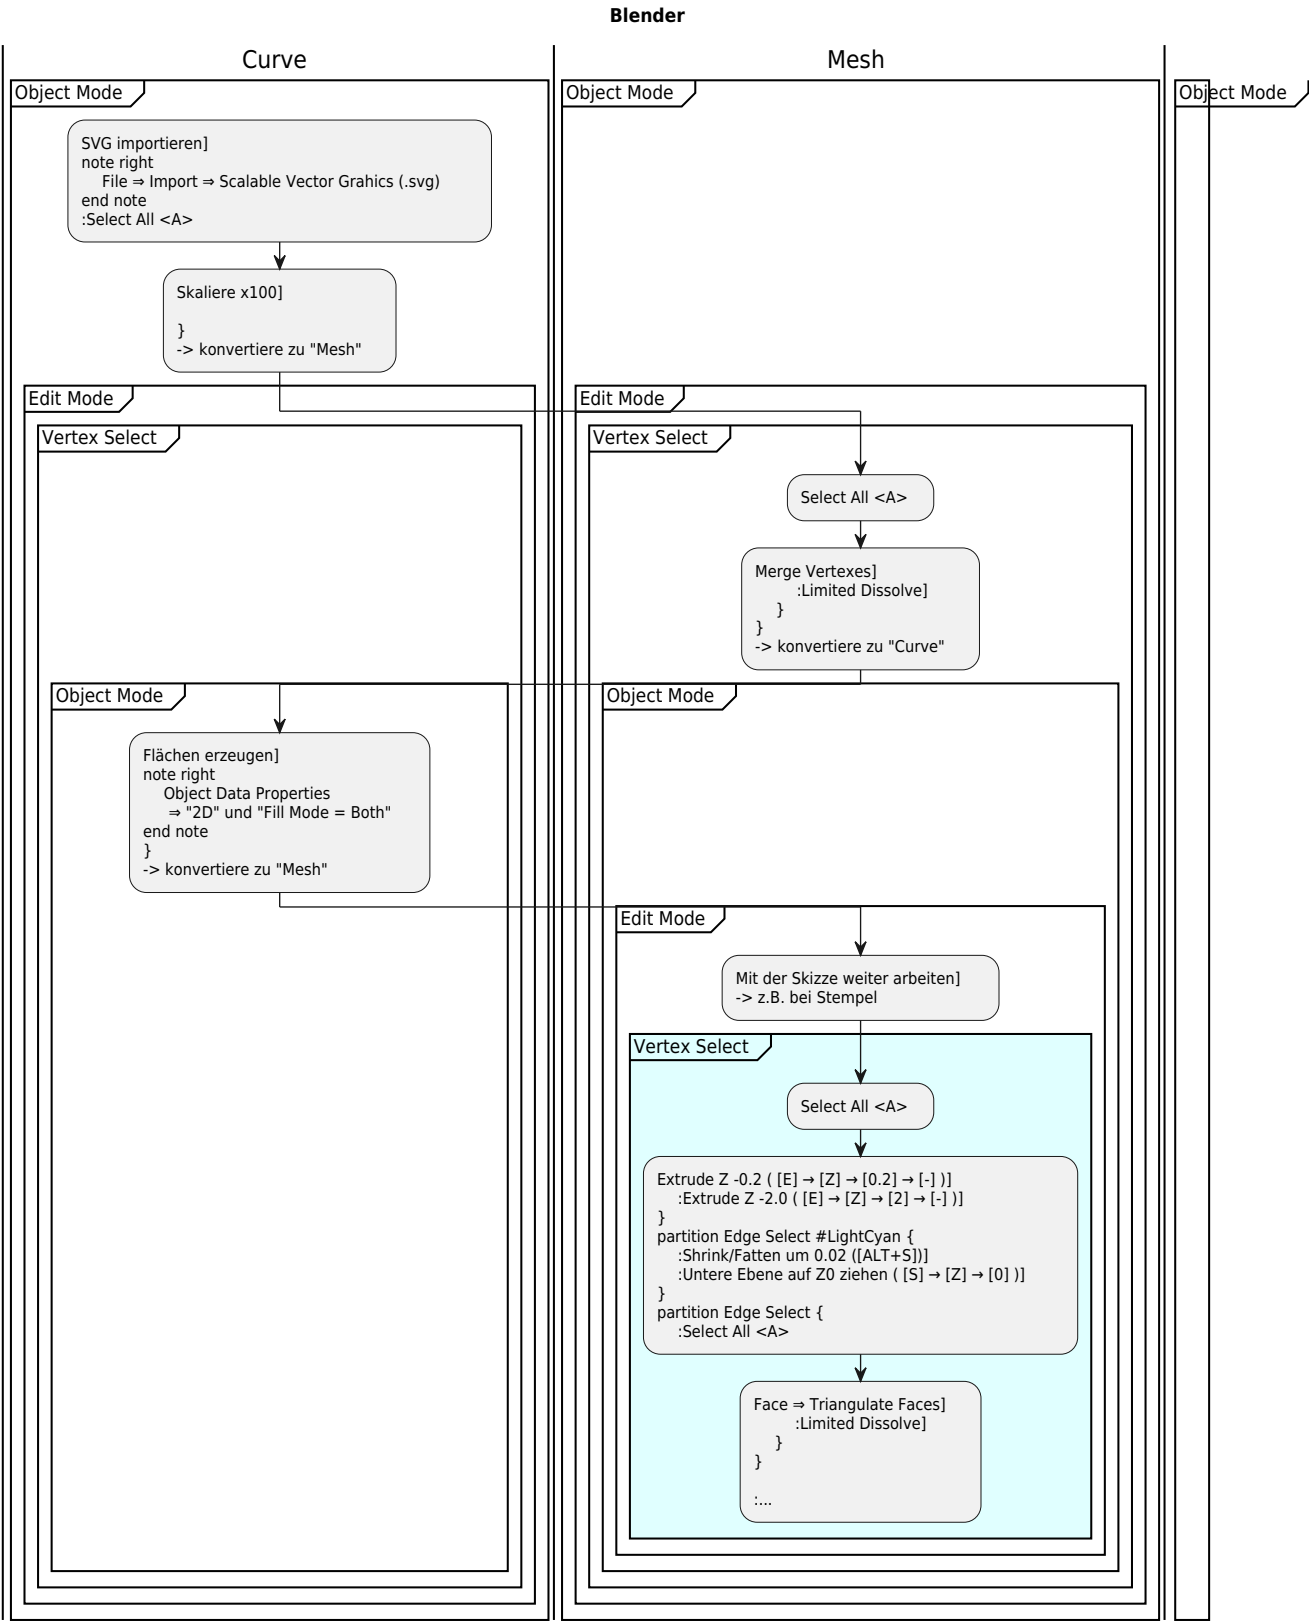 Blender
Curve
Mesh
Object Mode
Object Mode
Object Mode
SVG importieren]
note right
File ⇒ Import ⇒ Scalable Vector Grahics (.svg)
end note
:Select All <A>
Skaliere x100]
}
-> konvertiere zu "Mesh"
Edit Mode
Edit Mode
Vertex Select
Vertex Select
Select All <A>
Merge Vertexes]
:Limited Dissolve]
}
}
-> konvertiere zu "Curve"
Object Mode
Object Mode
Flächen erzeugen]
note right
Object Data Properties
⇒ "2D" und "Fill Mode = Both"
end note
}
-> konvertiere zu "Mesh"
Edit Mode
Mit der Skizze weiter arbeiten]
-> z.B. bei Stempel
Vertex Select
Select All <A>
Extrude Z -0.2 ( [E] → [Z] → [0.2] → [-] )]
:Extrude Z -2.0 ( [E] → [Z] → [2] → [-] )]
}
partition Edge Select #LightCyan {
:Shrink/Fatten um 0.02 ([ALT+S])]
:Untere Ebene auf Z0 ziehen ( [S] → [Z] → [0] )]
}
partition Edge Select {
:Select All <A>
Face ⇒ Triangulate Faces]
:Limited Dissolve]
}
}
:...